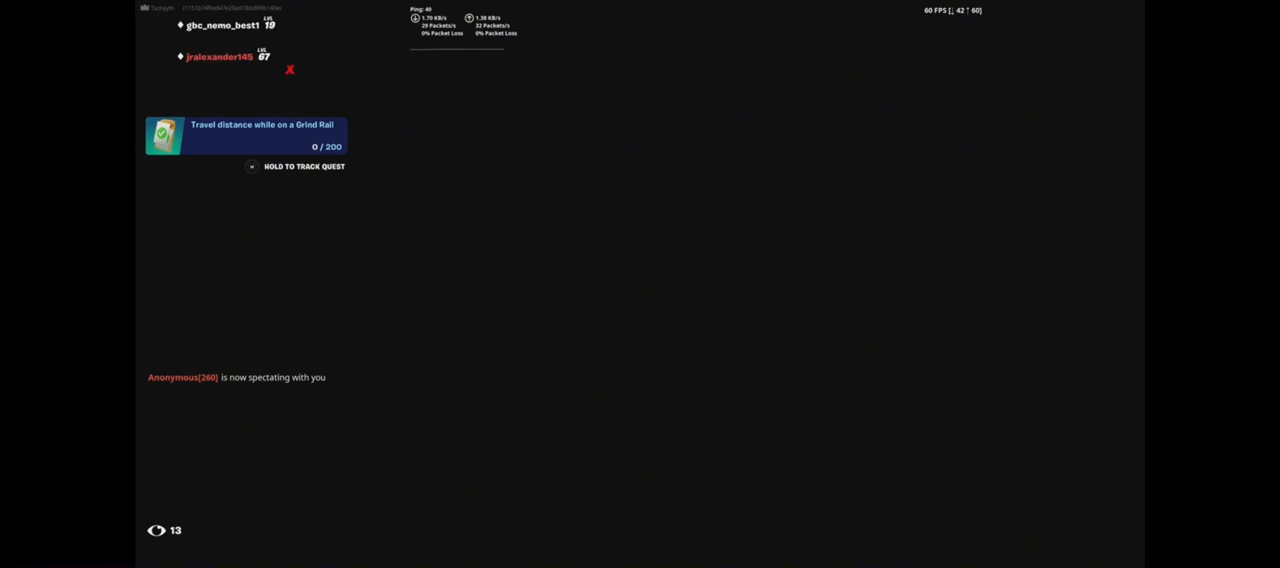 Ping: 40
60 FPS [↓ 42 ↑ 60]
gbc_nemo_best1 LVL 19
1.70 KB/s 1.38 KB/s
29 Packets/s 32 Packets/s
0% Packet Loss 0% Packet Loss
jralexander145 LVL 67
X
Travel distance while on a Grind Rail
0 / 200
HOLD TO TRACK QUEST
Anonymous[260] is now spectating with you
13